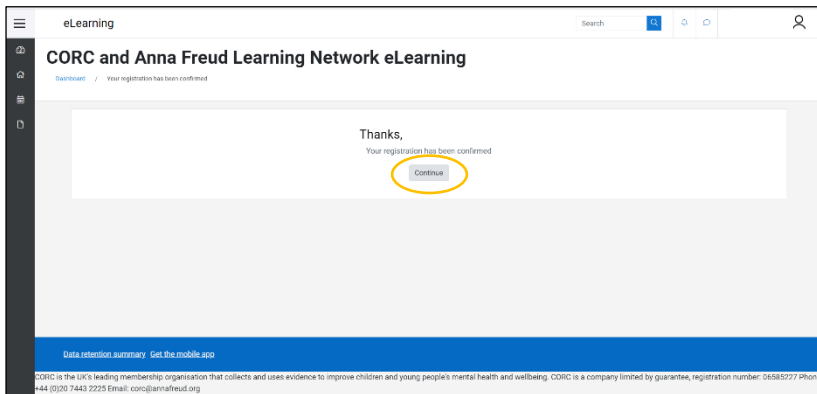 eLearning
Search
CORC and Anna Freud Learning Network eLearning
Dashboard / Your registration has been confirmed
Thanks,
Your registration has been confirmed
Continue
Data retention summary Get the mobile app
CORC is the UK's leading membership organisation that collects and uses evidence to improve children and young people's mental health and wellbeing. CORC is a company limited by guarantee, registration number: 06585227 Phon
+44 (0)20 7443 2225 Email: corc@annafreud.org